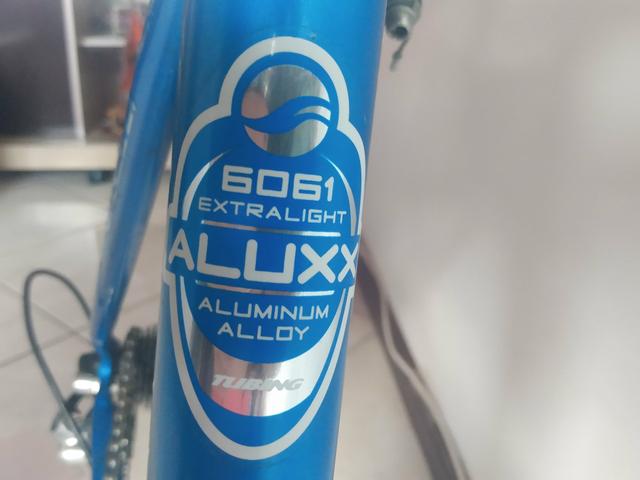 6061
EXTRALIGHT
ALUXX
ALUMINUM
ALLOY
TUBING